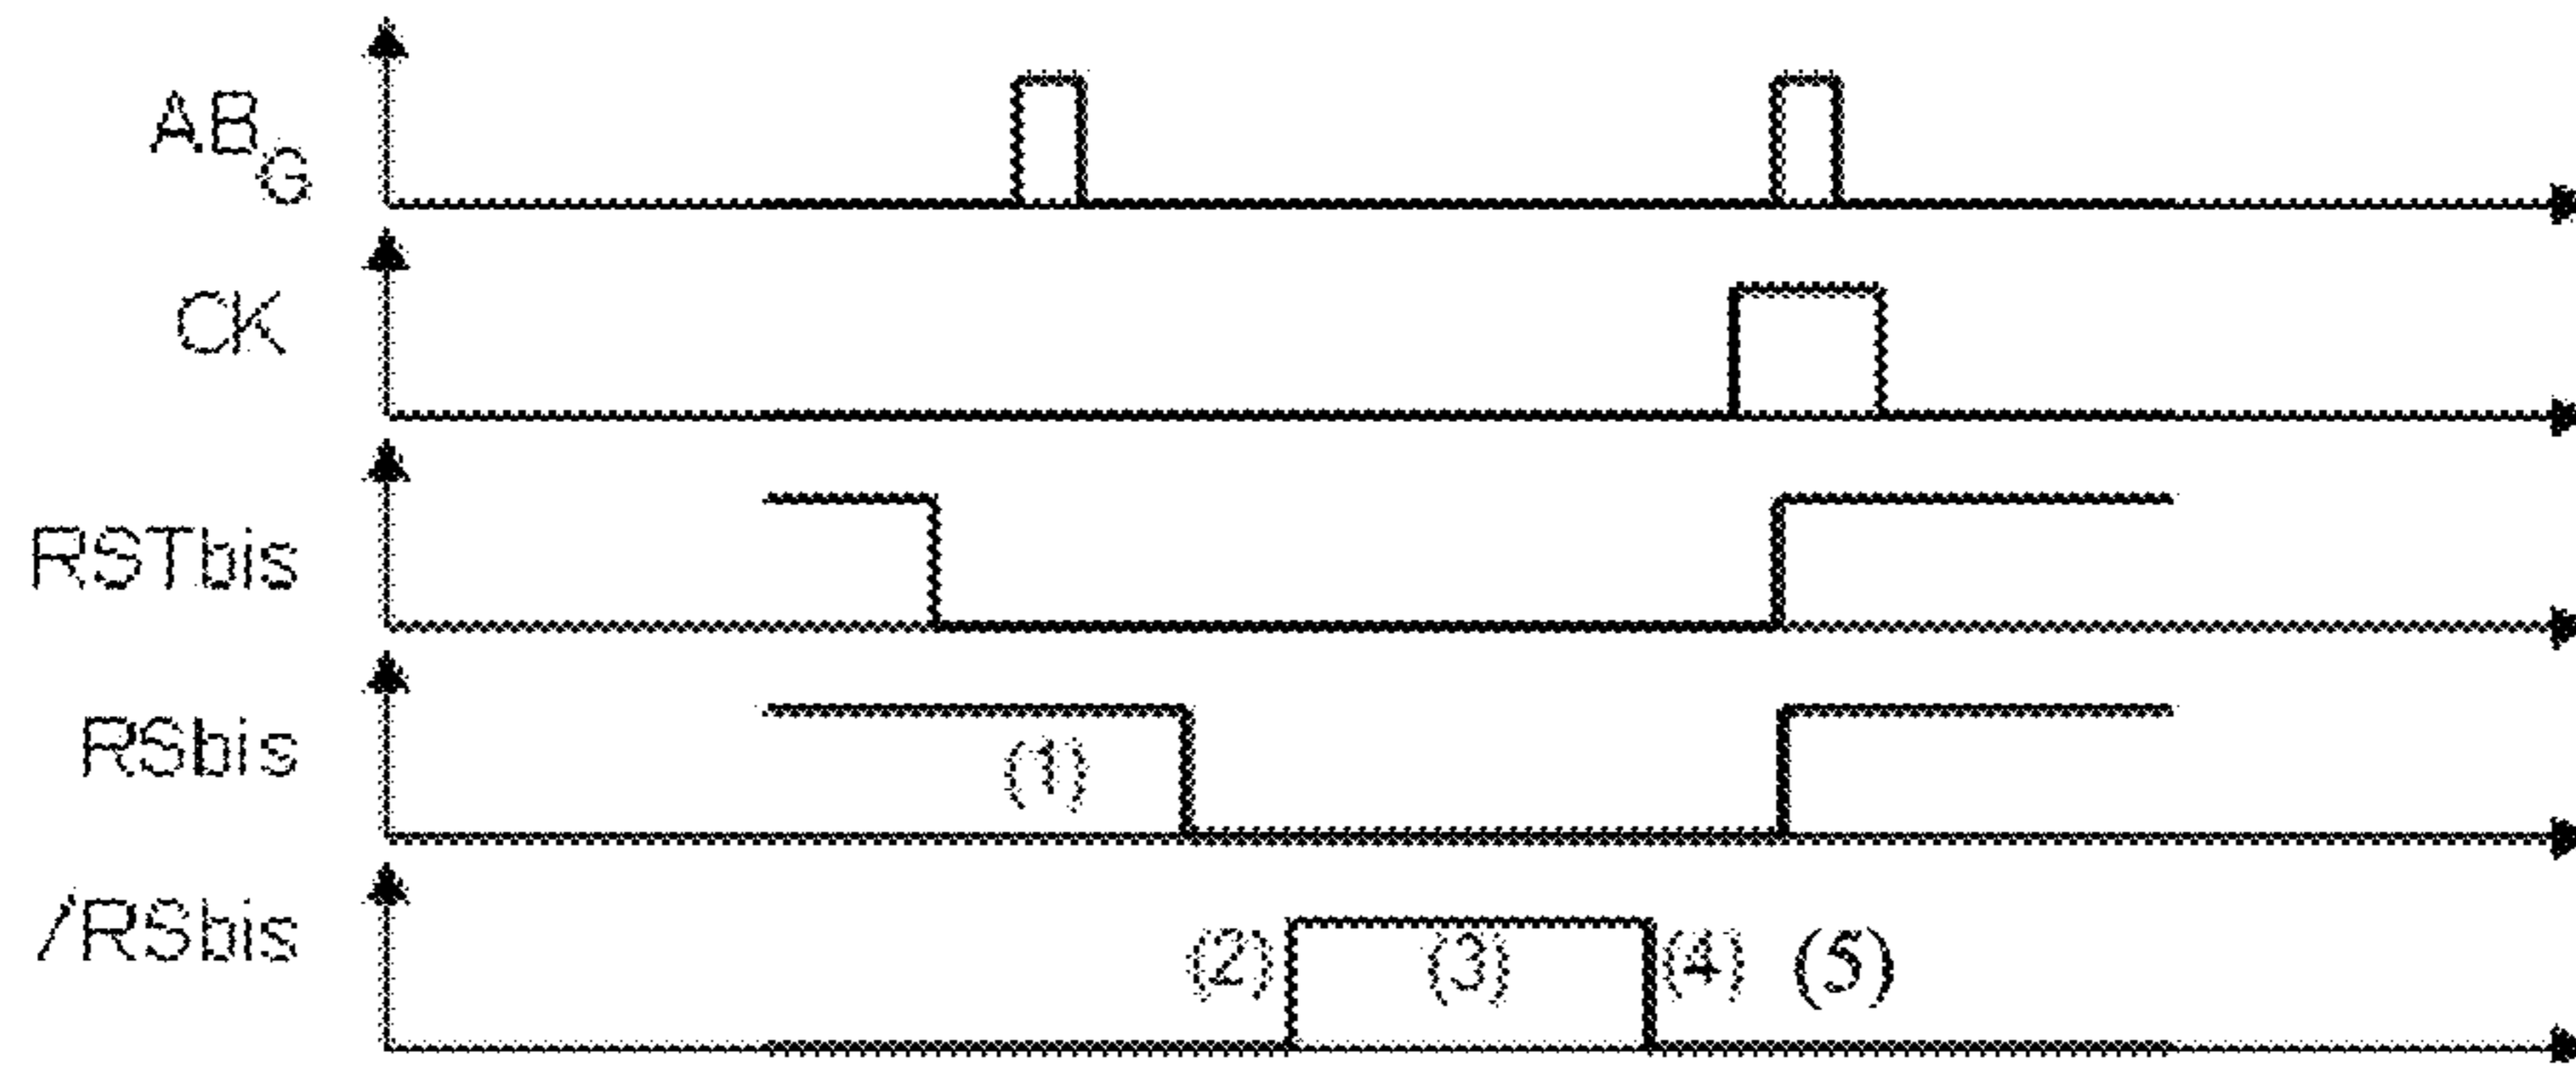 AB_G
CK
RSTbis
RSbis
(1)
/RSbis
(2) (3) (4) (5)